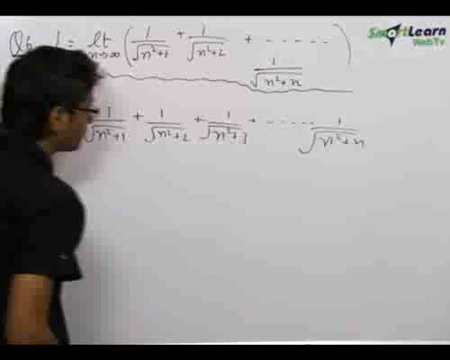 SmartLearn
WebTv
L = lt n→∞ ( 1/√(n²+1) + 1/√(n²+2) + ------ 1/√(n²+n) )
1/√(n²+1) + 1/√(n²+2) + 1/√(n²+3) + ------ 1/√(n²+n)